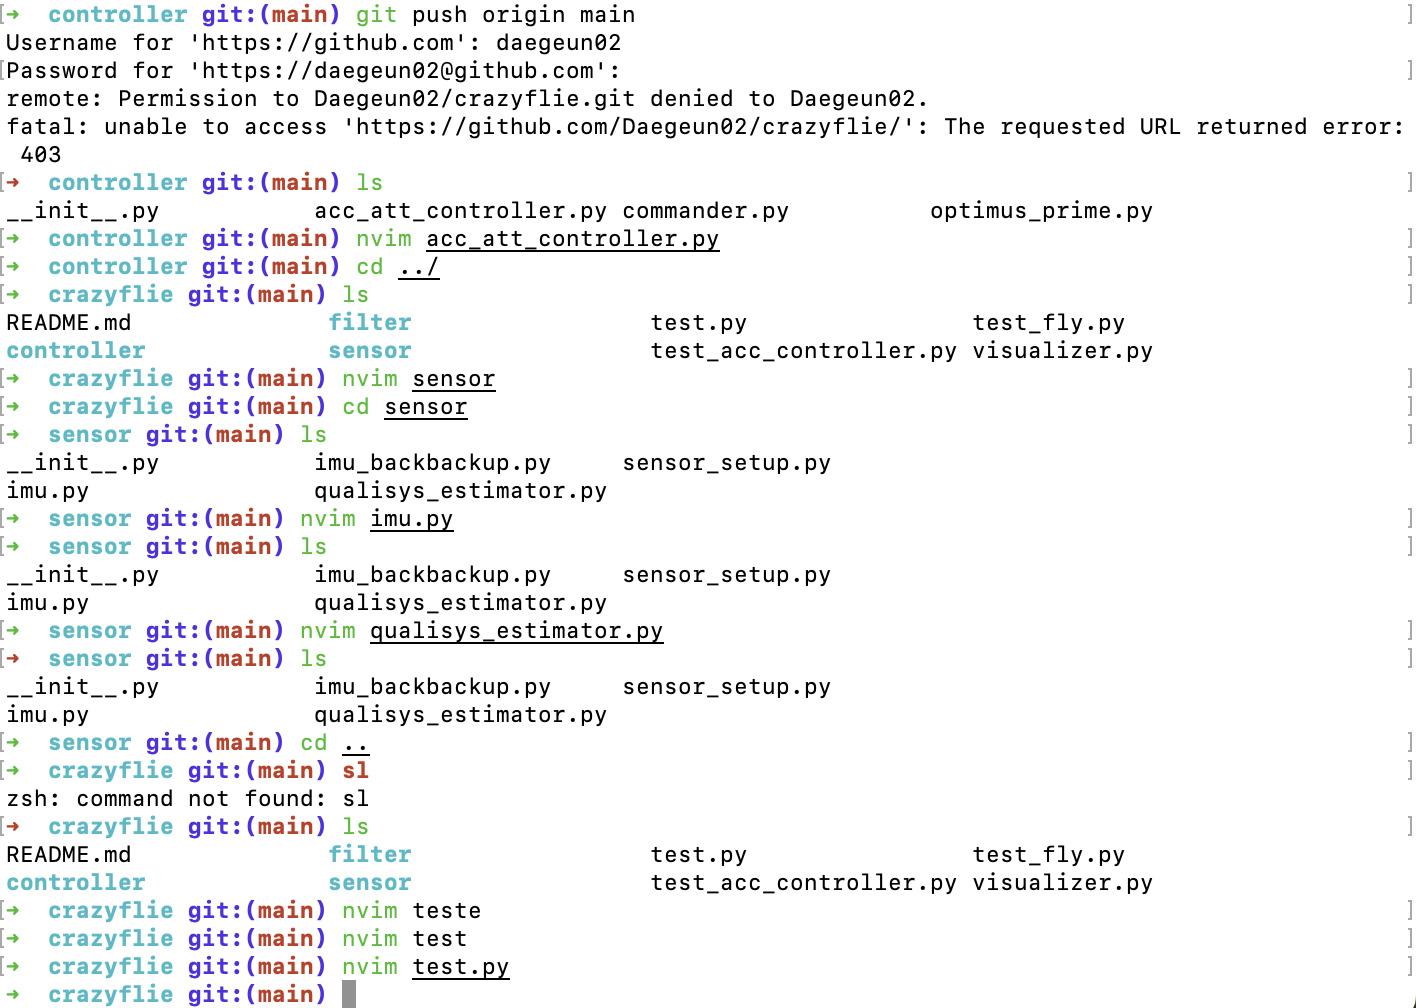 [➜  controller git:(main) git push origin main ]
Username for 'https://github.com': daegeun02
[Password for 'https://daegeun02@github.com': ]
remote: Permission to Daegeun02/crazyflie.git denied to Daegeun02.
fatal: unable to access 'https://github.com/Daegeun02/crazyflie/': The requested URL returned error:
 403
[➜  controller git:(main) ls ]
__init__.py           acc_att_controller.py commander.py          optimus_prime.py
[➜  controller git:(main) nvim acc_att_controller.py ]
[➜  controller git:(main) cd ../ ]
[➜  crazyflie git:(main) ls ]
README.md              filter                 test.py                test_fly.py
controller             sensor                 test_acc_controller.py visualizer.py
[➜  crazyflie git:(main) nvim sensor ]
[➜  crazyflie git:(main) cd sensor ]
[➜  sensor git:(main) ls ]
__init__.py           imu_backbackup.py     sensor_setup.py
imu.py                qualisys_estimator.py
[➜  sensor git:(main) nvim imu.py ]
[➜  sensor git:(main) ls ]
__init__.py           imu_backbackup.py     sensor_setup.py
imu.py                qualisys_estimator.py
[➜  sensor git:(main) nvim qualisys_estimator.py ]
[➜  sensor git:(main) ls ]
__init__.py           imu_backbackup.py     sensor_setup.py
imu.py                qualisys_estimator.py
[➜  sensor git:(main) cd .. ]
[➜  crazyflie git:(main) sl ]
zsh: command not found: sl
[➜  crazyflie git:(main) ls ]
README.md              filter                 test.py                test_fly.py
controller             sensor                 test_acc_controller.py visualizer.py
[➜  crazyflie git:(main) nvim teste ]
[➜  crazyflie git:(main) nvim test ]
[➜  crazyflie git:(main) nvim test.py ]
➜  crazyflie git:(main)